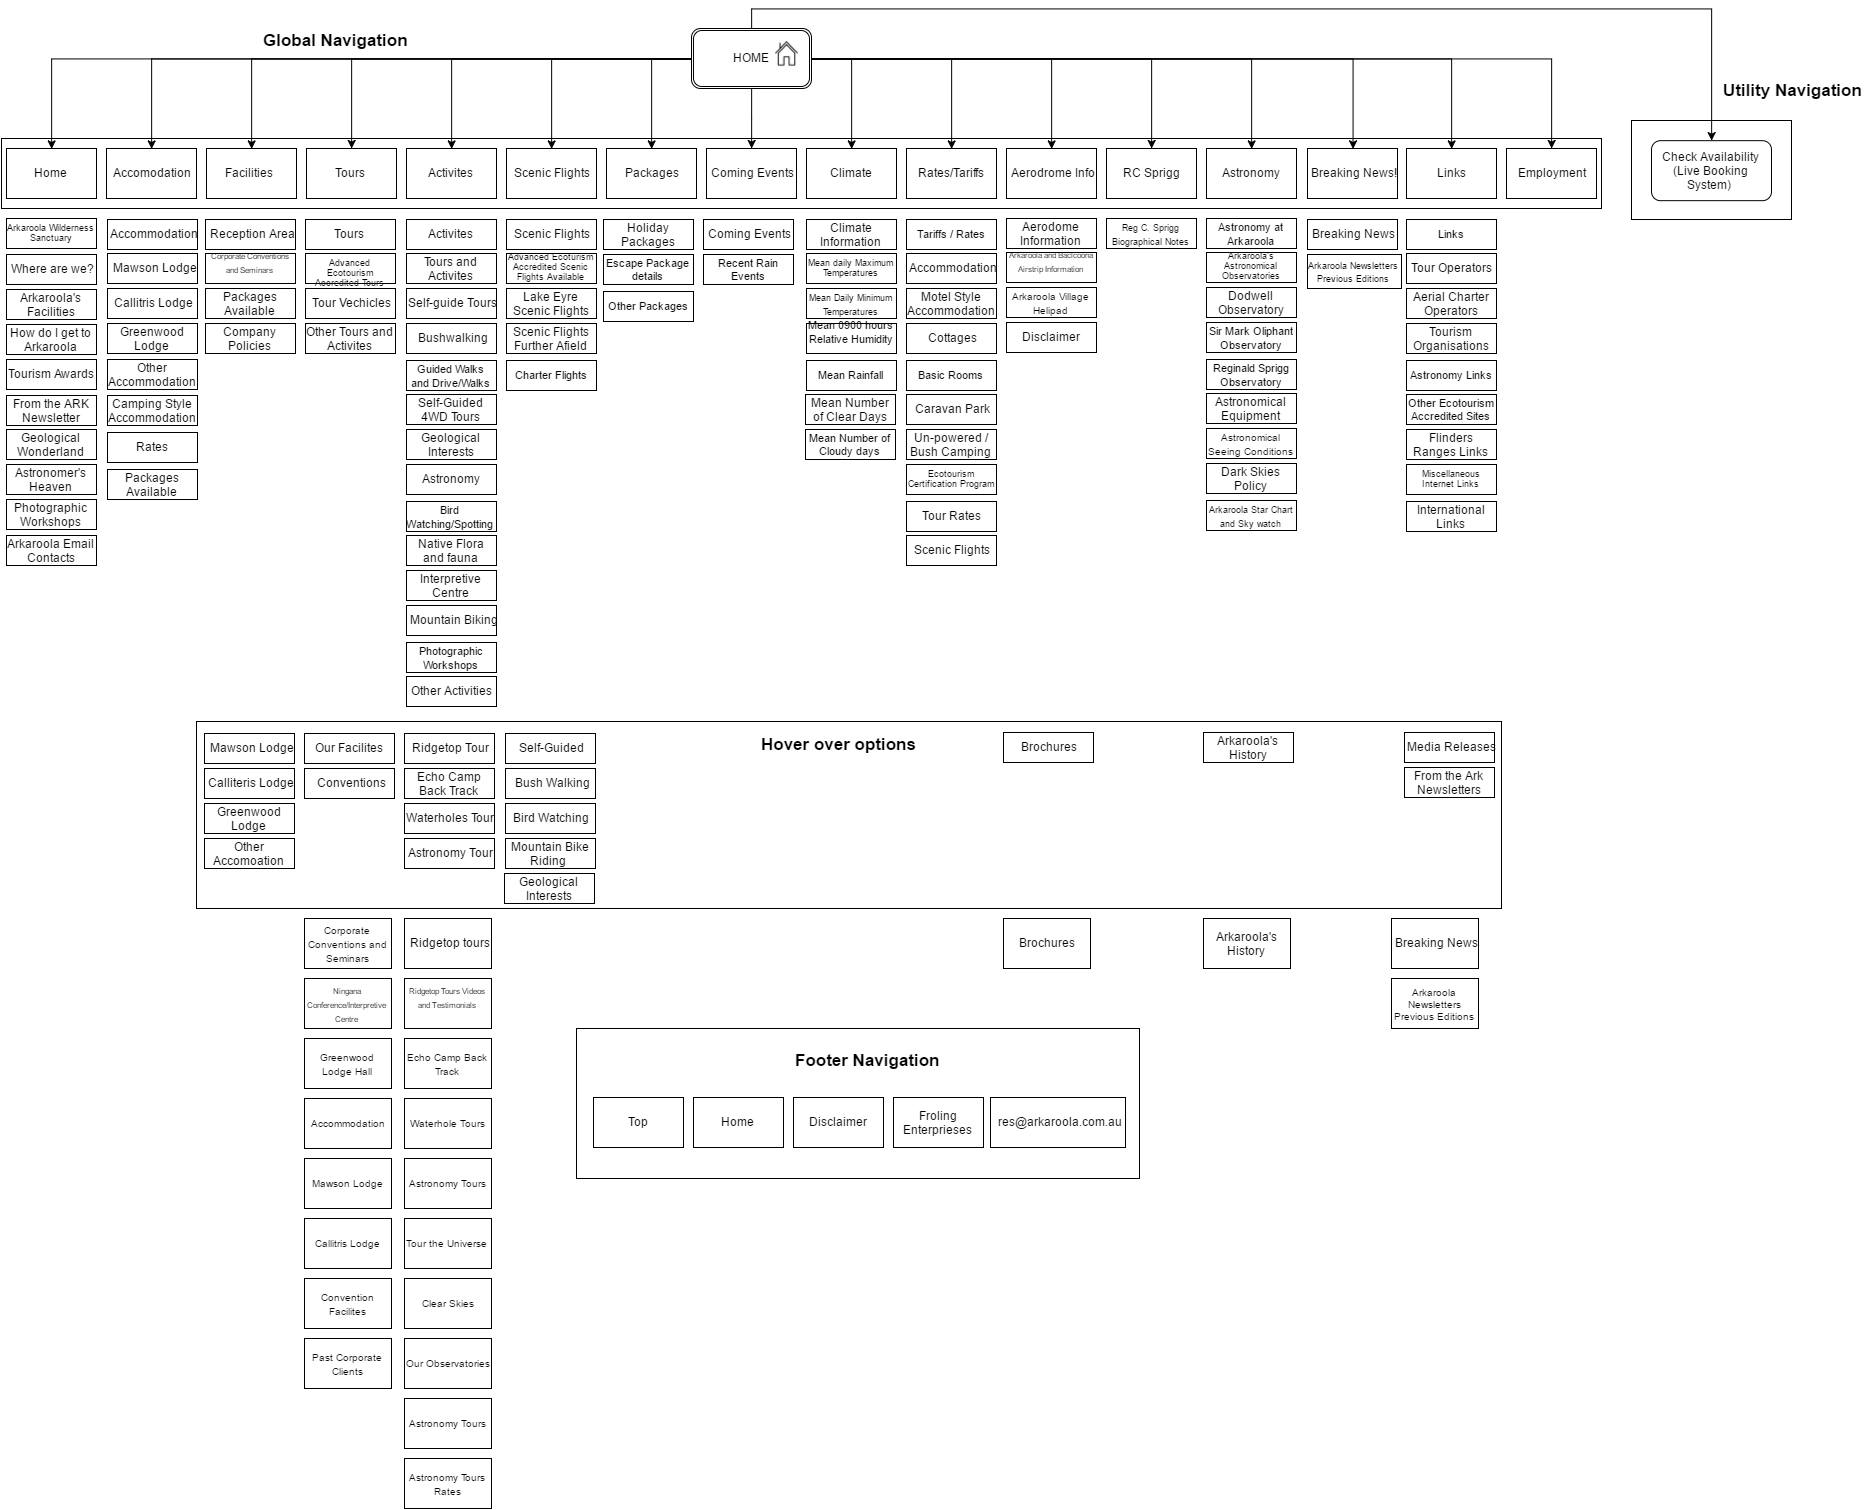 Global Navigation
HOME
Utility Navigation
Home
Accomodation
Facilities
Tours
Activites
Scenic Flights
Packages
Coming Events
Climate
Rates/Tariffs
Aerodrome Info
RC Sprigg
Astronomy
Breaking News!
Links
Employment
Check Availability
(Live Booking
System)
Arkaroola Wilderness
Sanctuary
Where are we?
Arkaroola's
Facilities
How do I get to
Arkaroola
Tourism Awards
From the ARK
Newsletter
Geological
Wonderland
Astronomer's
Heaven
Photographic
Workshops
Arkaroola Email
Contacts
Accommodation
Mawson Lodge
Callitris Lodge
Greenwood
Lodge
Other
Accommodation
Camping Style
Accommodation
Rates
Packages
Available
Reception Area
Corporate Conventions
and Seminars
Packages
Available
Company
Policies
Tours
Advanced
Ecotourism
Accredited Tours
Tour Vechicles
Other Tours and
Activites
Activites
Tours and
Activites
Self-guide Tours
Bushwalking
Guided Walks
and Drive/Walks
Self-Guided
4WD Tours
Geological
Interests
Astronomy
Bird
Watching/Spotting
Native Flora
and fauna
Interpretive
Centre
Mountain Biking
Photographic
Workshops
Other Activities
Scenic Flights
Advanced Ecoturism
Accredited Scenic
Flights Available
Lake Eyre
Scenic Flights
Scenic Flights
Further Afield
Charter Flights
Holiday
Packages
Escape Package
details
Other Packages
Coming Events
Recent Rain
Events
Climate
Information
Mean daily Maximum
Temperatures
Mean Daily Minimum
Temperatures
Mean 0900 hours
Relative Humidity
Mean Rainfall
Mean Number
of Clear Days
Mean Number of
Cloudy days
Tariffs / Rates
Accommodation
Motel Style
Accommodation
Cottages
Basic Rooms
Caravan Park
Un-powered /
Bush Camping
Ecotourism
Certification Program
Tour Rates
Scenic Flights
Aerodome
Information
Arkaroola and Balcoona
Airstrip Information
Arkaroola Village
Helipad
Disclaimer
Reg C. Sprigg
Biographical Notes
Astronomy at
Arkaroola
Arkaroola's
Astronomical
Observatories
Dodwell
Observatory
Sir Mark Oliphant
Observatory
Reginald Sprigg
Observatory
Astronomical
Equipment
Astronomical
Seeing Conditions
Dark Skies
Policy
Arkaroola Star Chart
and Sky watch
Breaking News
Arkaroola Newsletters
Previous Editions
Links
Tour Operators
Aerial Charter
Operators
Tourism
Organisations
Astronomy Links
Other Ecotourism
Accredited Sites
Flinders
Ranges Links
Miscellaneous
Internet Links
International
Links
Hover over options
Mawson Lodge
Calliteris Lodge
Greenwood
Lodge
Other
Accomoation
Our Facilites
Conventions
Ridgetop Tour
Echo Camp
Back Track
Waterholes Tour
Astronomy Tour
Self-Guided
Bush Walking
Bird Watching
Mountain Bike
Riding
Geological
Interests
Brochures
Arkaroola's
History
Media Releases
From the Ark
Newsletters
Corporate
Conventions and
Seminars
Ningana
Conference/Interpretive
Centre
Greenwood
Lodge Hall
Accommodation
Mawson Lodge
Callitris Lodge
Convention
Facilites
Past Corporate
Clients
Ridgetop tours
Ridgetop Tours Videos
and Testimonials
Echo Camp Back
Track
Waterhole Tours
Astronomy Tours
Tour the Universe
Clear Skies
Our Observatories
Astronomy Tours
Astronomy Tours
Rates
Brochures
Arkaroola's
History
Breaking News
Arkaroola
Newsletters
Previous Editions
Footer Navigation
Top
Home
Disclaimer
Froling
Enterprieses
res@arkaroola.com.au